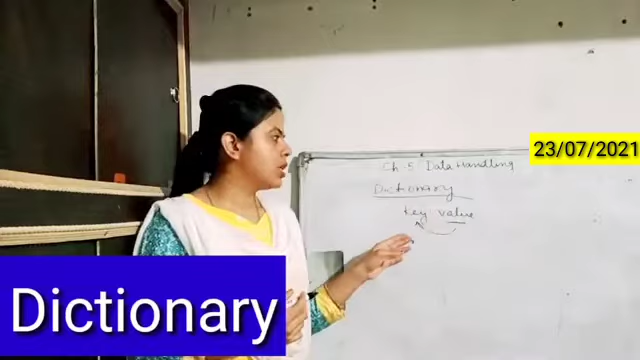 23/07/2021
Ch-5 Data Handling
Dictionary
Key value
Dictionary